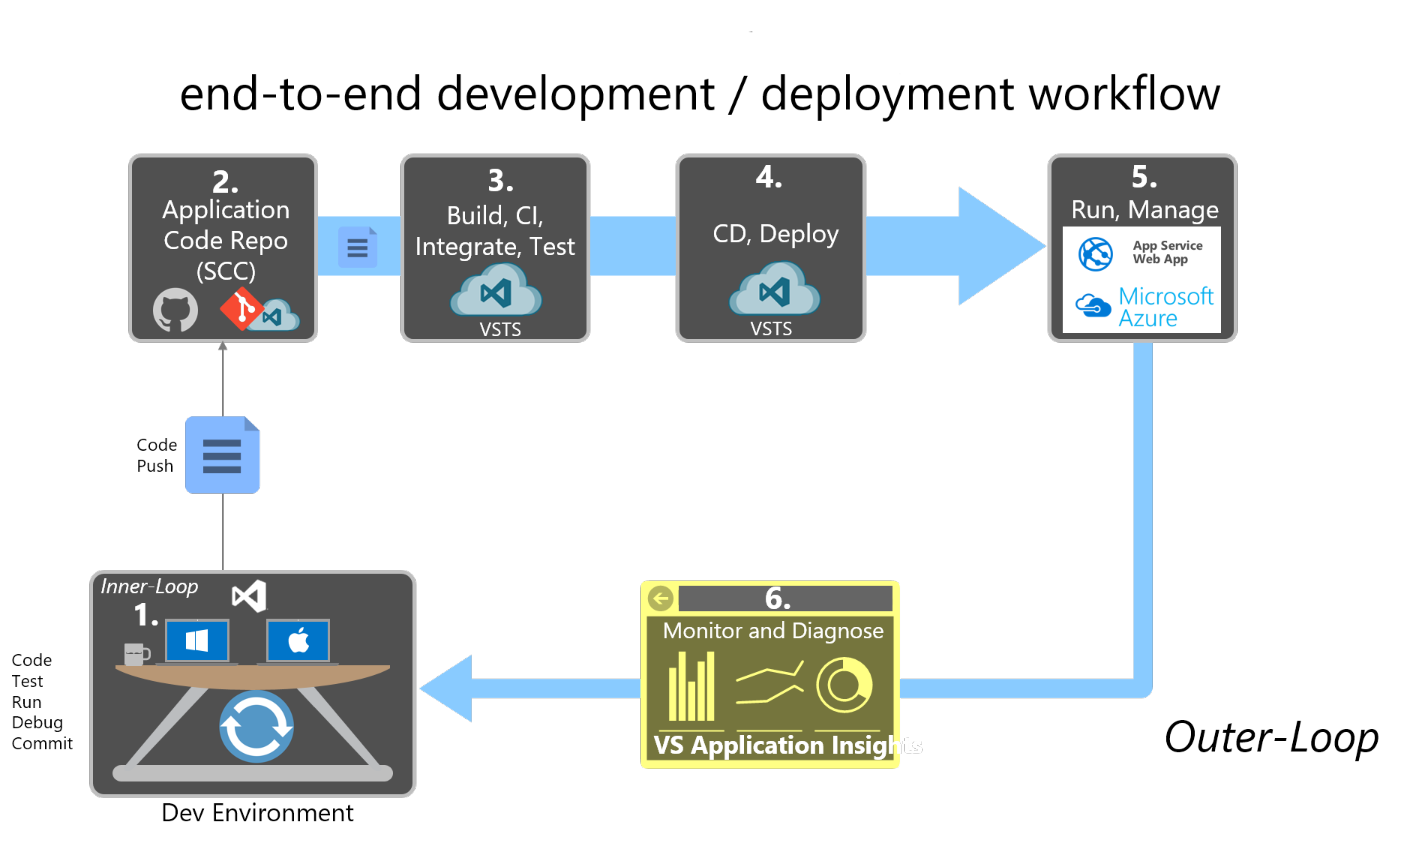 end-to-end development / deployment workflow
2.
Application
Code Repo
(SCC)
3.
Build, CI,
Integrate, Test
VSTS
4.
CD, Deploy
VSTS
5.
Run, Manage
App Service
Web App
Microsoft
Azure
Code
Push
Inner-Loop
1.
Code
Test
Run
Debug
Commit
Dev Environment
6.
Monitor and Diagnose
VS Application Insights
Outer-Loop